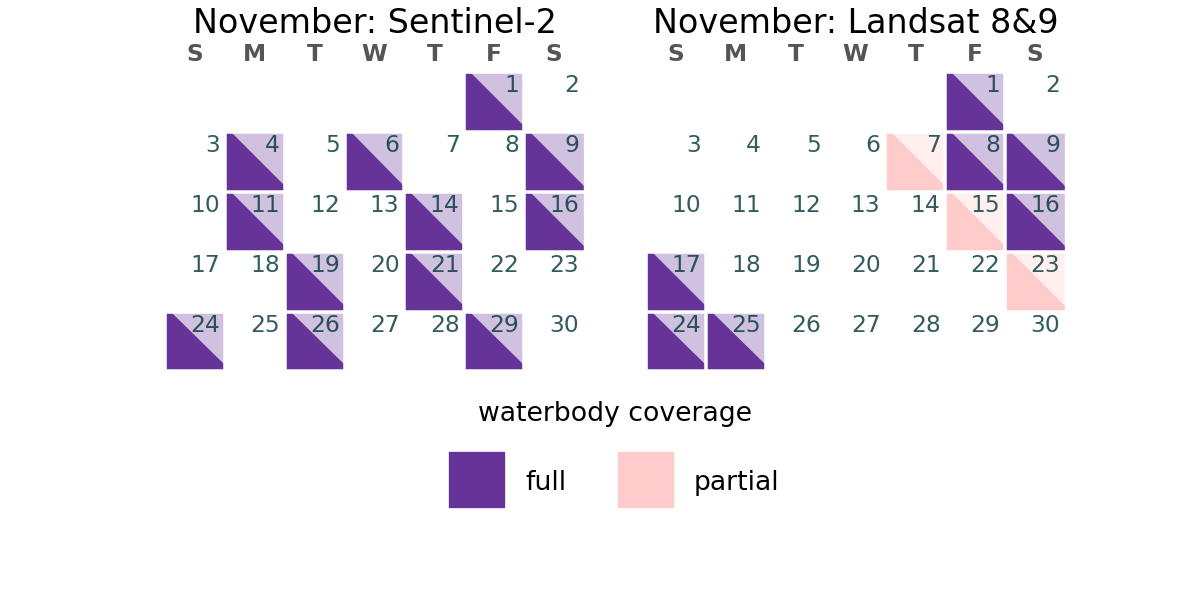 November: Sentinel-2
S M T W T F S
1 2
3 4 5 6 7 8 9
10 11 12 13 14 15 16
17 18 19 20 21 22 23
24 25 26 27 28 29 30
November: Landsat 8&9
S M T W T F S
1 2
3 4 5 6 7 8 9
10 11 12 13 14 15 16
17 18 19 20 21 22 23
24 25 26 27 28 29 30
waterbody coverage
full partial